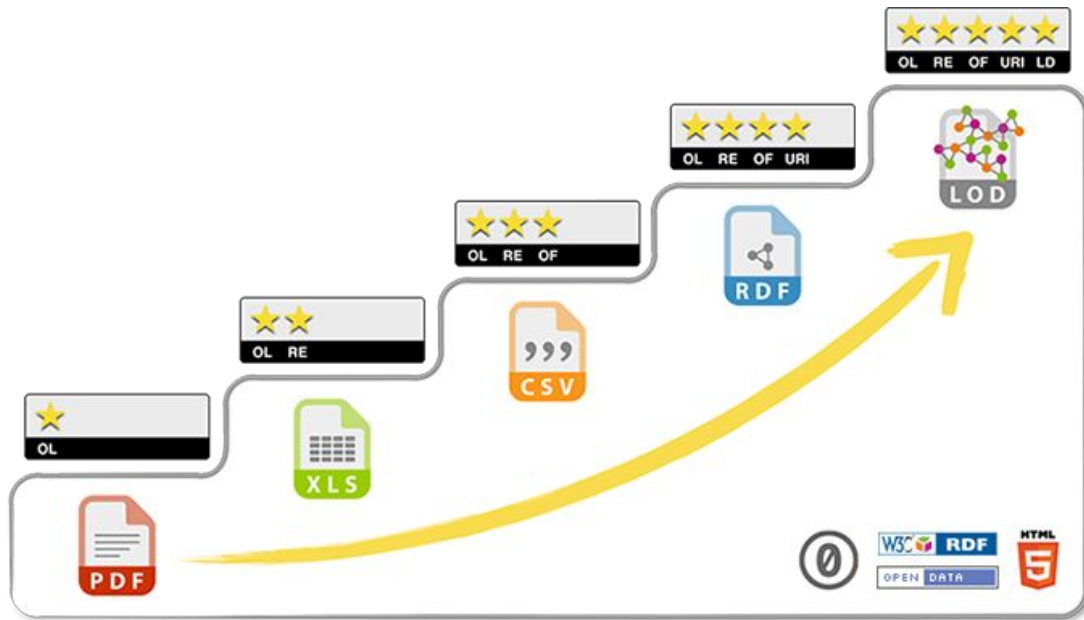 OL RE OF URI LD
LOD
OL RE OF URI
RDF
OL RE OF
CSV
OL RE
XLS
OL
PDF
0
W3C RDF
OPEN DATA
HTML
5